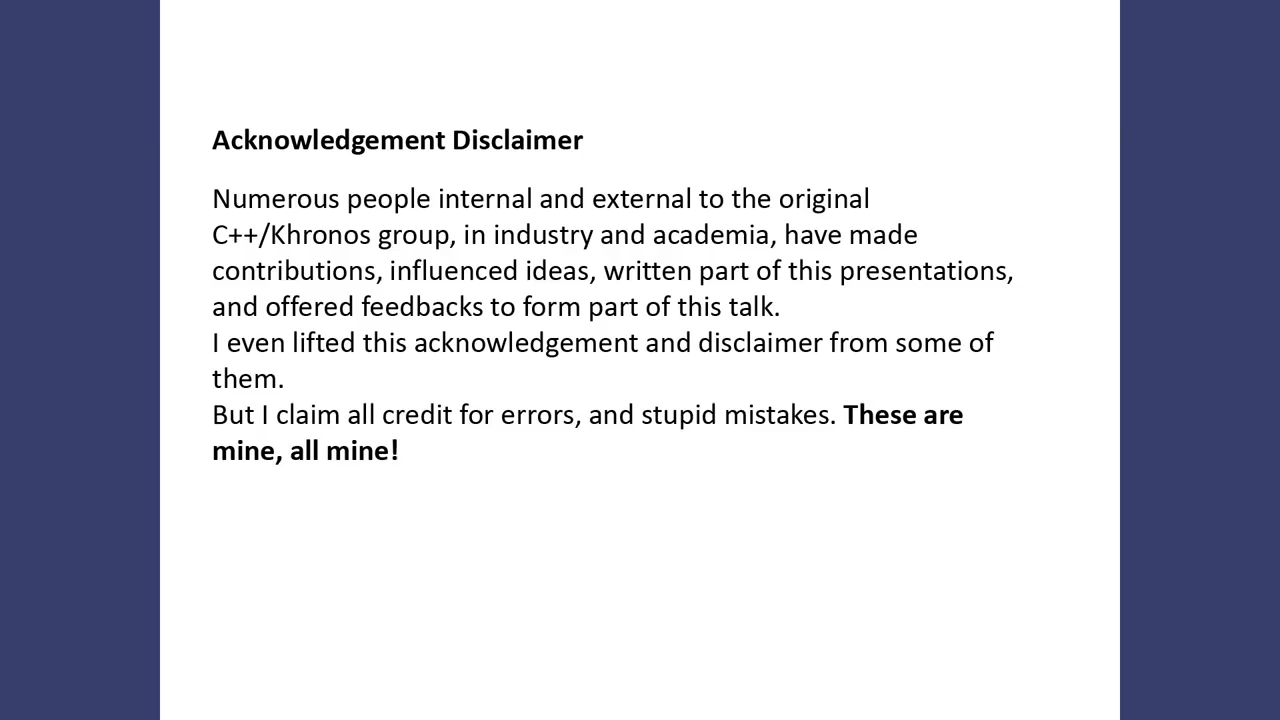 Acknowledgement Disclaimer
Numerous people internal and external to the original
C++/Khronos group, in industry and academia, have made
contributions, influenced ideas, written part of this presentations,
and offered feedbacks to form part of this talk.
I even lifted this acknowledgement and disclaimer from some of
them.
But I claim all credit for errors, and stupid mistakes. These are
mine, all mine!